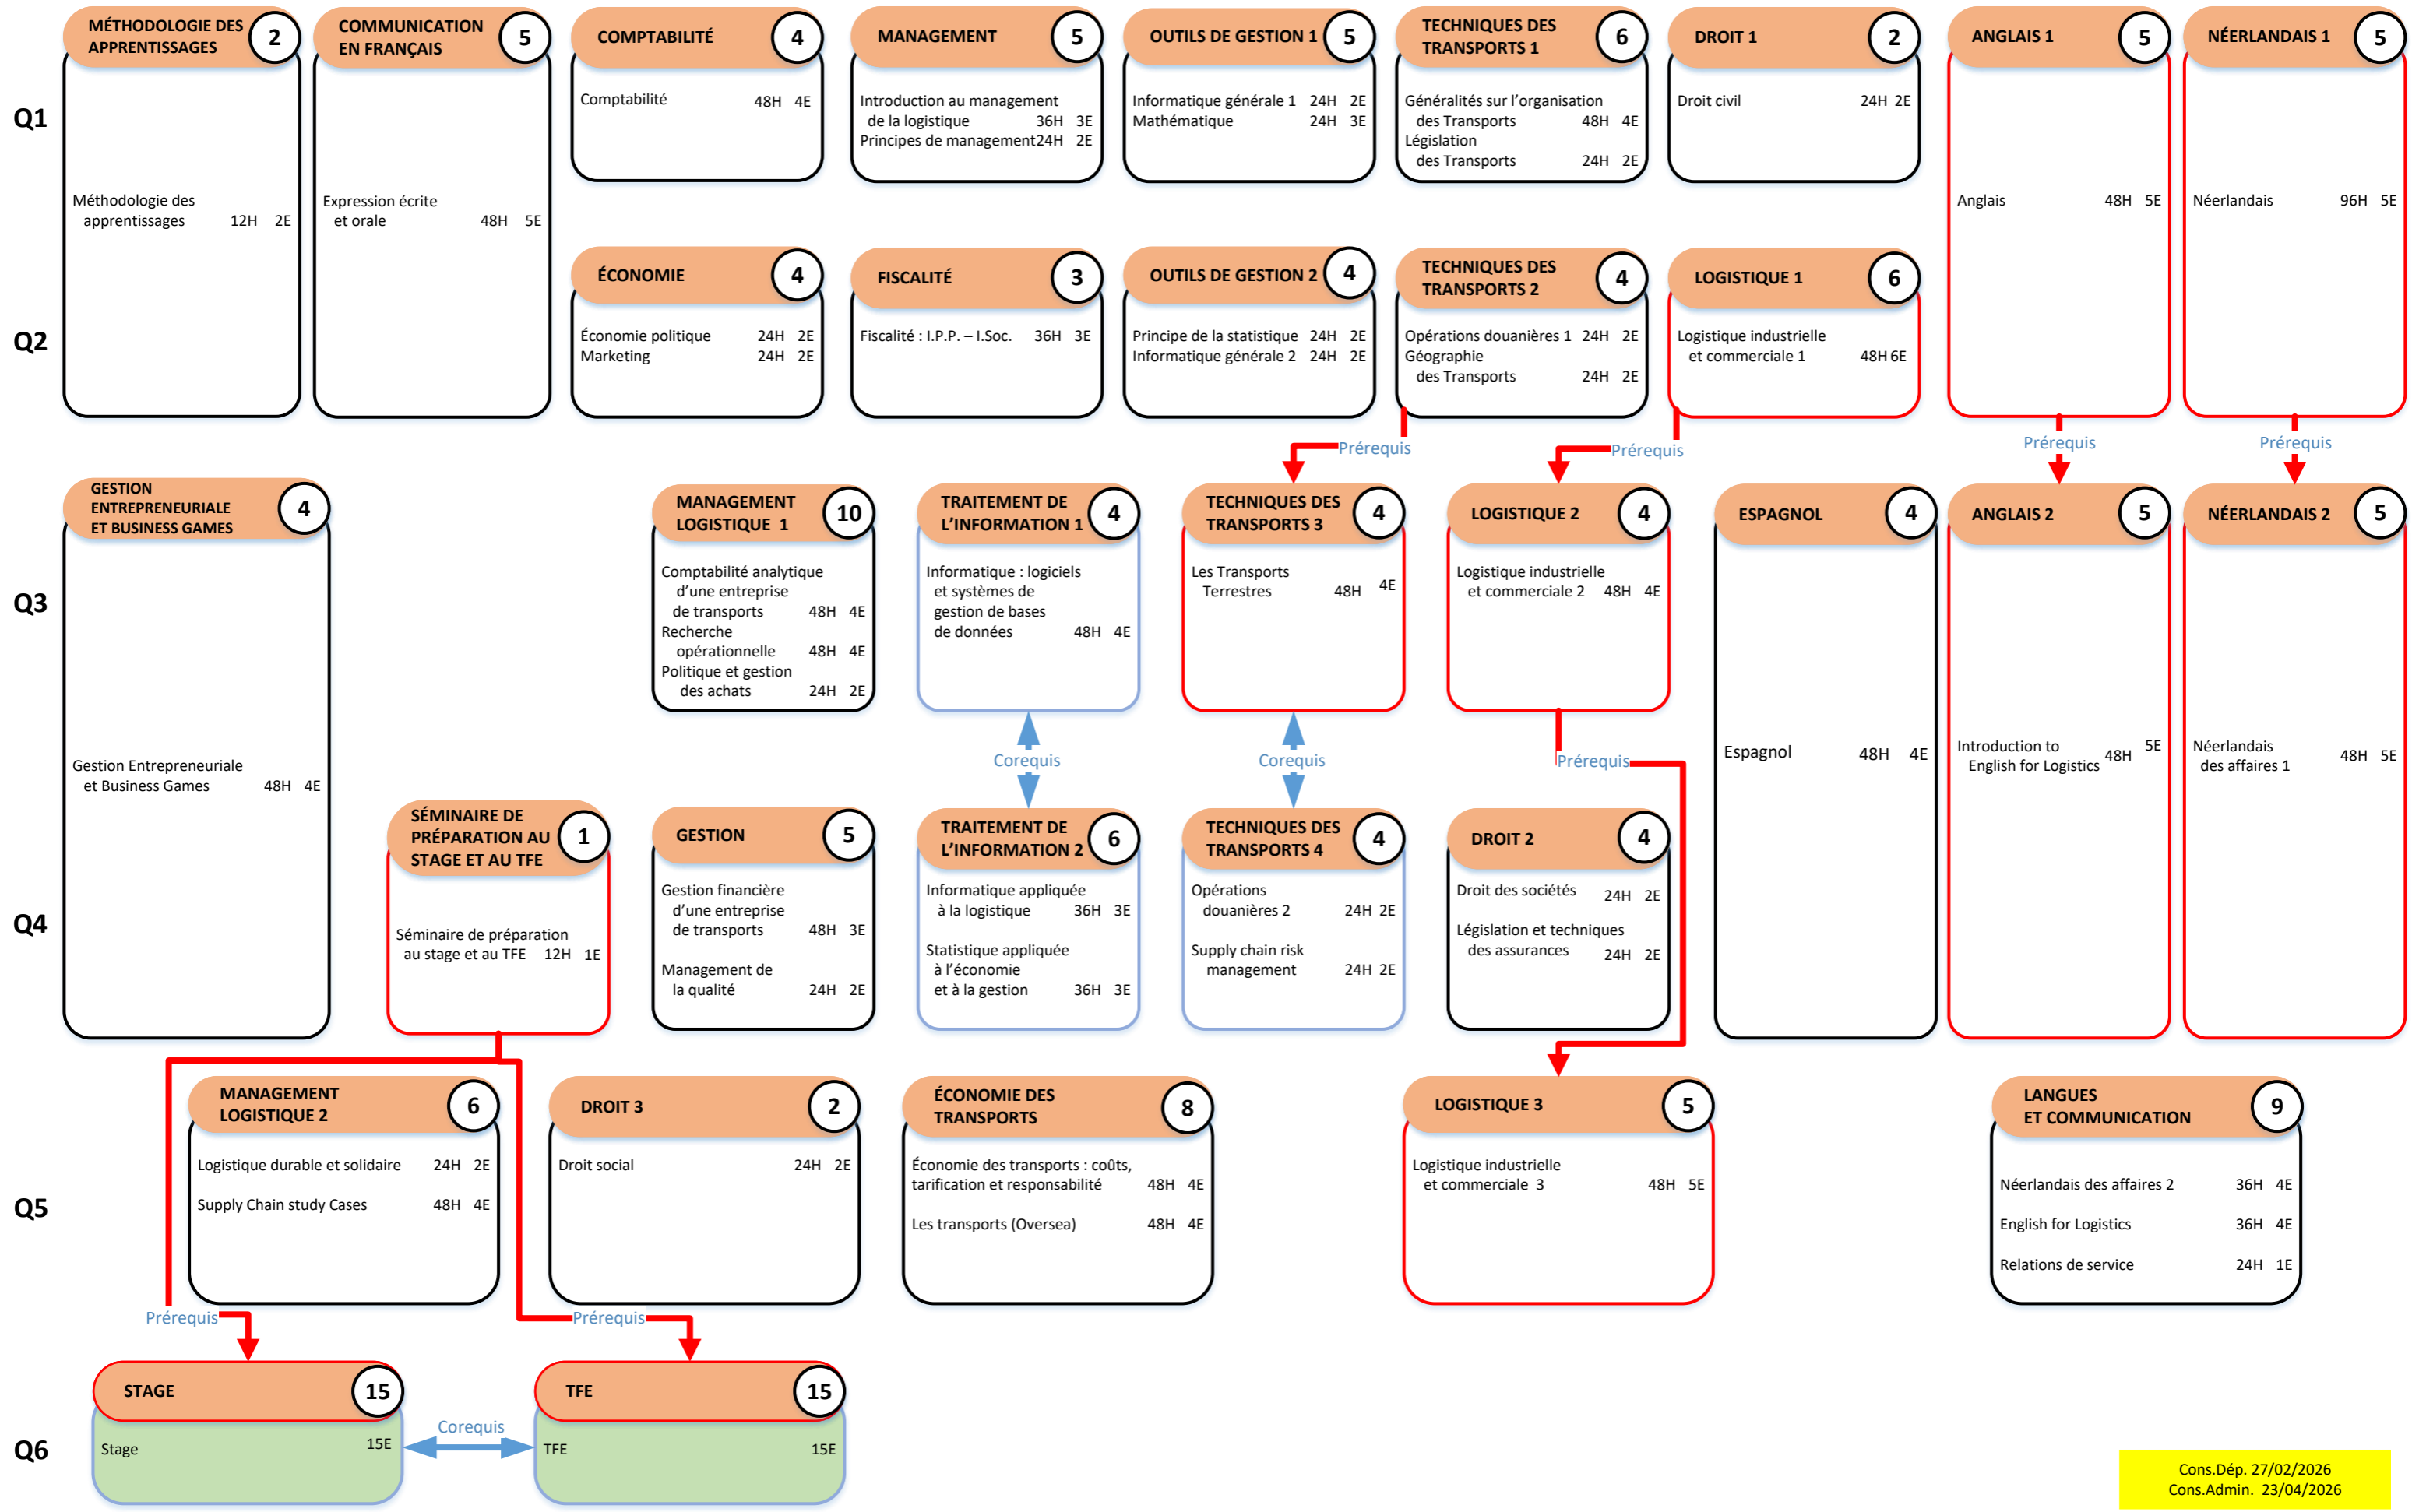 Q1
MÉTHODOLOGIE DES
APPRENTISSAGES
2
Méthodologie des
apprentissages 12H 2E
COMMUNICATION
EN FRANÇAIS
5
Expression écrite
et orale 48H 5E
COMPTABILITÉ 4
Comptabilité 48H 4E
MANAGEMENT 5
Introduction au management
de la logistique 36H 3E
Principes de management 24H 2E
OUTILS DE GESTION 1 5
Informatique générale 1 24H 2E
Mathématique 24H 3E
TECHNIQUES DES
TRANSPORTS 1
6
Généralités sur l'organisation
des Transports 48H 4E
Législation
des Transports 24H 2E
DROIT 1 2
Droit civil 24H 2E
ANGLAIS 1 5
Anglais 48H 5E
NÉERLANDAIS 1 5
Néerlandais 96H 5E
Q2
ÉCONOMIE 4
Économie politique 24H 2E
Marketing 24H 2E
FISCALITÉ 3
Fiscalité : I.P.P. – I.Soc. 36H 3E
OUTILS DE GESTION 2 4
Principe de la statistique 24H 2E
Informatique générale 2 24H 2E
TECHNIQUES DES
TRANSPORTS 2
4
Opérations douanières 1 24H 2E
Géographie
des Transports 24H 2E
LOGISTIQUE 1 6
Logistique industrielle
et commerciale 1 48H 6E
Prérequis
Prérequis
Prérequis
Prérequis
Q3
GESTION
ENTREPRENEURIALE
ET BUSINESS GAMES
4
Gestion Entrepreneuriale
et Business Games 48H 4E
MANAGEMENT
LOGISTIQUE 1
10
Comptabilité analytique
d'une entreprise
de transports 48H 4E
Recherche
opérationnelle 48H 4E
Politique et gestion
des achats 24H 2E
TRAITEMENT DE
L'INFORMATION 1
4
Informatique : logiciels
et systèmes de
gestion de bases
de données 48H 4E
TECHNIQUES DES
TRANSPORTS 3
4
Les Transports
Terrestres 48H 4E
LOGISTIQUE 2 4
Logistique industrielle
et commerciale 2 48H 4E
ESPAGNOL 4
Espagnol 48H 4E
ANGLAIS 2 5
Introduction to
English for Logistics 48H 5E
NÉERLANDAIS 2 5
Néerlandais
des affaires 1 48H 5E
Corequis
Corequis
Prérequis
Q4
SÉMINAIRE DE
PRÉPARATION AU
STAGE ET AU TFE
1
Séminaire de préparation
au stage et au TFE 12H 1E
GESTION 5
Gestion financière
d'une entreprise
de transports 48H 3E
Management de
la qualité 24H 2E
TRAITEMENT DE
L'INFORMATION 2
6
Informatique appliquée
à la logistique 36H 3E
Statistique appliquée
à l'économie
et à la gestion 36H 3E
TECHNIQUES DES
TRANSPORTS 4
4
Opérations
douanières 2 24H 2E
Supply chain risk
management 24H 2E
DROIT 2 4
Droit des sociétés 24H 2E
Législation et techniques
des assurances 24H 2E
Q5
MANAGEMENT
LOGISTIQUE 2
6
Logistique durable et solidaire 24H 2E
Supply Chain study Cases 48H 4E
DROIT 3 2
Droit social 24H 2E
ÉCONOMIE DES
TRANSPORTS
8
Économie des transports : coûts,
tarification et responsabilité 48H 4E
Les transports (Oversea) 48H 4E
LOGISTIQUE 3 5
Logistique industrielle
et commerciale 3 48H 5E
LANGUES
ET COMMUNICATION
9
Néerlandais des affaires 2 36H 4E
English for Logistics 36H 4E
Relations de service 24H 1E
Prérequis
Prérequis
Q6
STAGE 15
Stage 15E
Corequis
TFE 15
TFE 15E
Cons.Dép. 27/02/2026
Cons.Admin. 23/04/2026